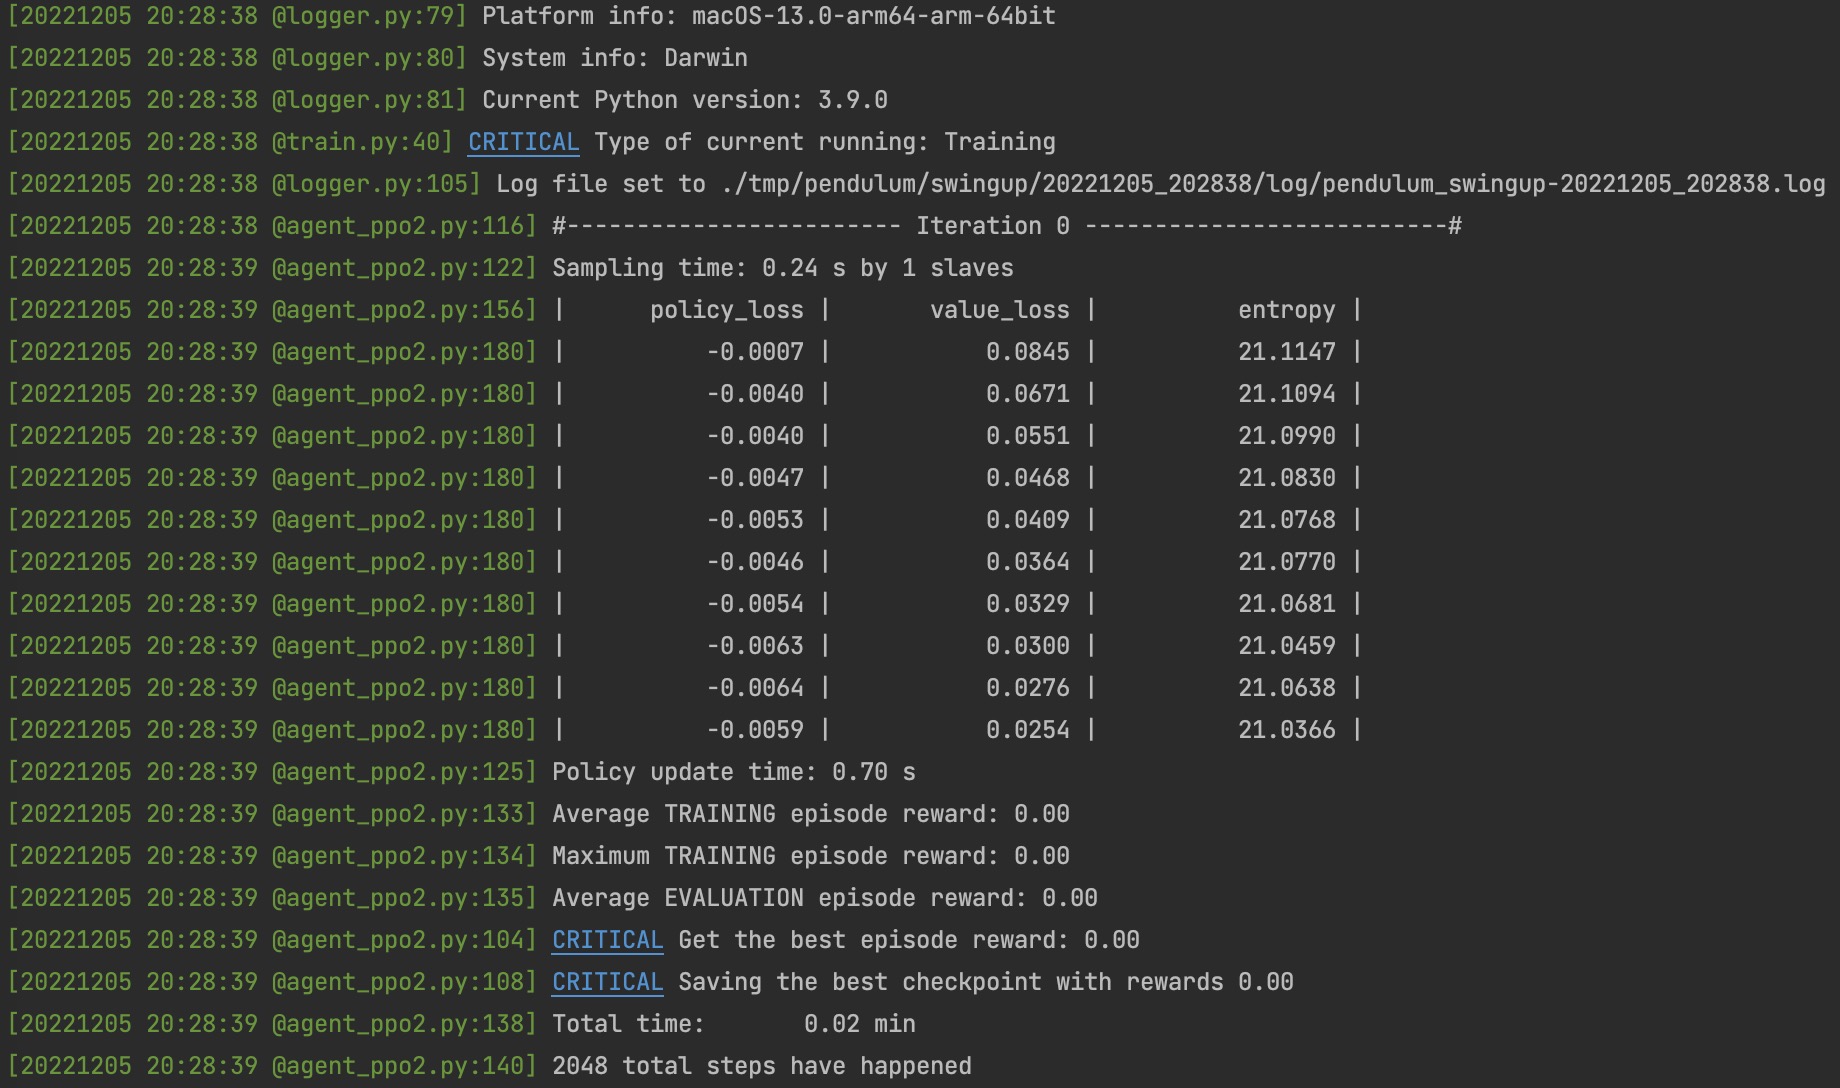 [20221205 20:28:38 @logger.py:79] Platform info: macOS-13.0-arm64-arm-64bit
[20221205 20:28:38 @logger.py:80] System info: Darwin
[20221205 20:28:38 @logger.py:81] Current Python version: 3.9.0
[20221205 20:28:38 @train.py:40] CRITICAL Type of current running: Training
[20221205 20:28:38 @logger.py:105] Log file set to ./tmp/pendulum/swingup/20221205_202838/log/pendulum_swingup-20221205_202838.log
[20221205 20:28:38 @agent_ppo2.py:116] #------------------------ Iteration 0 --------------------------#
[20221205 20:28:39 @agent_ppo2.py:122] Sampling time: 0.24 s by 1 slaves
[20221205 20:28:39 @agent_ppo2.py:156] |      policy_loss |       value_loss |          entropy |
[20221205 20:28:39 @agent_ppo2.py:180] |          -0.0007 |           0.0845 |          21.1147 |
[20221205 20:28:39 @agent_ppo2.py:180] |          -0.0040 |           0.0671 |          21.1094 |
[20221205 20:28:39 @agent_ppo2.py:180] |          -0.0040 |           0.0551 |          21.0990 |
[20221205 20:28:39 @agent_ppo2.py:180] |          -0.0047 |           0.0468 |          21.0830 |
[20221205 20:28:39 @agent_ppo2.py:180] |          -0.0053 |           0.0409 |          21.0768 |
[20221205 20:28:39 @agent_ppo2.py:180] |          -0.0046 |           0.0364 |          21.0770 |
[20221205 20:28:39 @agent_ppo2.py:180] |          -0.0054 |           0.0329 |          21.0681 |
[20221205 20:28:39 @agent_ppo2.py:180] |          -0.0063 |           0.0300 |          21.0459 |
[20221205 20:28:39 @agent_ppo2.py:180] |          -0.0064 |           0.0276 |          21.0638 |
[20221205 20:28:39 @agent_ppo2.py:180] |          -0.0059 |           0.0254 |          21.0366 |
[20221205 20:28:39 @agent_ppo2.py:125] Policy update time: 0.70 s
[20221205 20:28:39 @agent_ppo2.py:133] Average TRAINING episode reward: 0.00
[20221205 20:28:39 @agent_ppo2.py:134] Maximum TRAINING episode reward: 0.00
[20221205 20:28:39 @agent_ppo2.py:135] Average EVALUATION episode reward: 0.00
[20221205 20:28:39 @agent_ppo2.py:104] CRITICAL Get the best episode reward: 0.00
[20221205 20:28:39 @agent_ppo2.py:108] CRITICAL Saving the best checkpoint with rewards 0.00
[20221205 20:28:39 @agent_ppo2.py:138] Total time:       0.02 min
[20221205 20:28:39 @agent_ppo2.py:140] 2048 total steps have happened